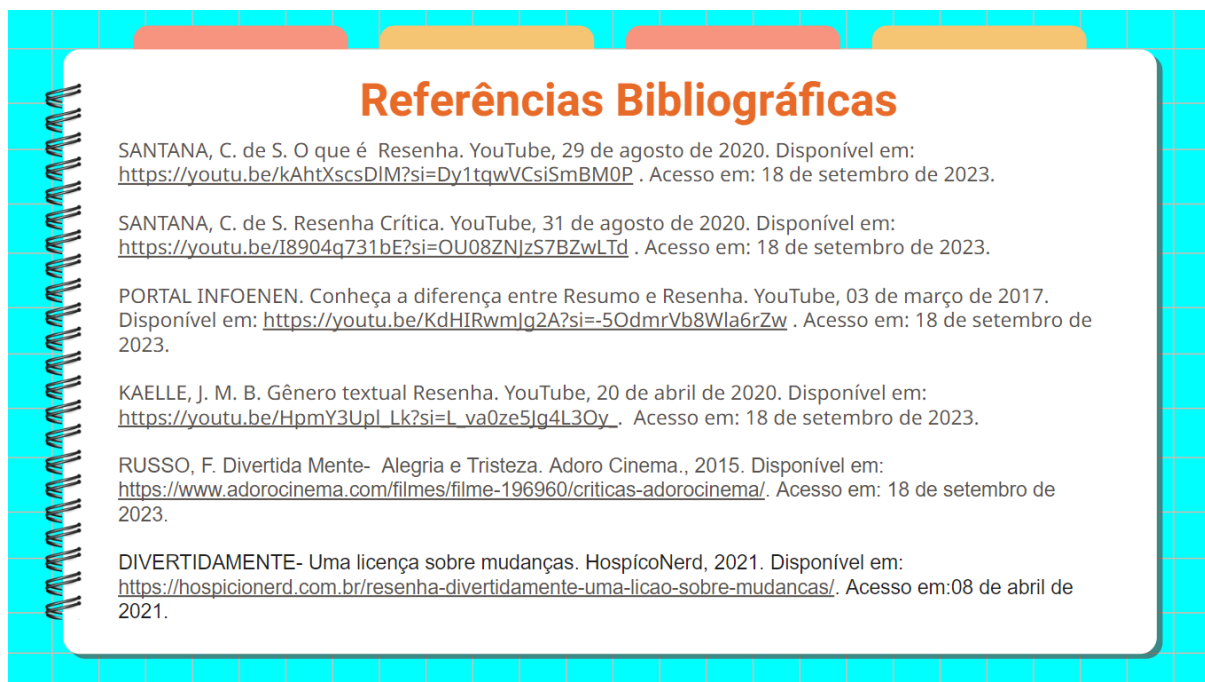 Referências Bibliográficas
SANTANA, C. de S. O que é  Resenha. YouTube, 29 de agosto de 2020. Disponível em:
https://youtu.be/kAhtXscsDlM?si=Dy1tqwVCsiSmBM0P . Acesso em: 18 de setembro de 2023.
SANTANA, C. de S. Resenha Crítica. YouTube, 31 de agosto de 2020. Disponível em:
https://youtu.be/I8904q731bE?si=OU08ZNJzS7BZwLTd . Acesso em: 18 de setembro de 2023.
PORTAL INFOENEN. Conheça a diferença entre Resumo e Resenha. YouTube, 03 de março de 2017.
Disponível em: https://youtu.be/KdHIRwmJg2A?si=-5OdmrVb8Wla6rZw . Acesso em: 18 de setembro de
2023.
KAELLE, J. M. B. Gênero textual Resenha. YouTube, 20 de abril de 2020. Disponível em:
https://youtu.be/HpmY3Upl_Lk?si=L_va0ze5Jg4L3Oy_.  Acesso em: 18 de setembro de 2023.
RUSSO, F. Divertida Mente-  Alegria e Tristeza. Adoro Cinema., 2015. Disponível em:
https://www.adorocinema.com/filmes/filme-196960/criticas-adorocinema/. Acesso em: 18 de setembro de
2023.
DIVERTIDAMENTE- Uma licença sobre mudanças. HospícoNerd, 2021. Disponível em:
https://hospicionerd.com.br/resenha-divertidamente-uma-licao-sobre-mudancas/. Acesso em:08 de abril de
2021.